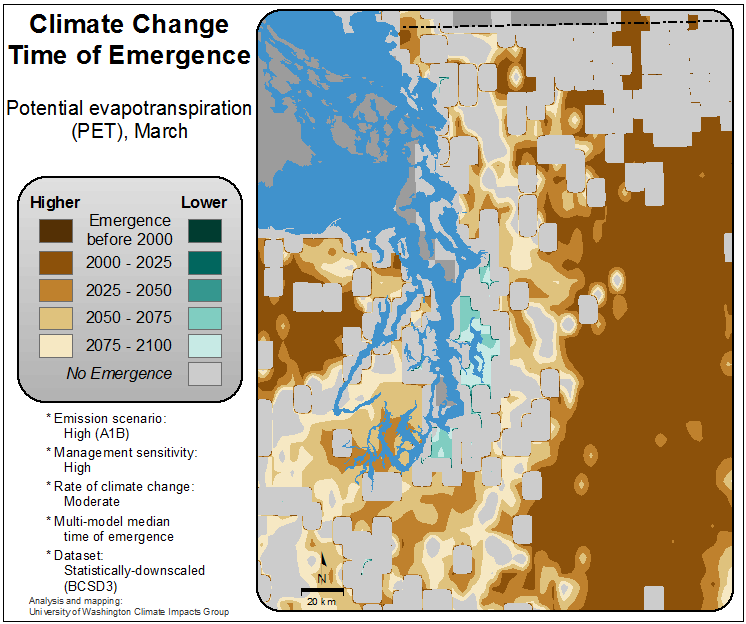 Climate Change
Time of Emergence
Potential evapotranspiration
(PET), March
Higher Lower
Emergence
before 2000
2000 - 2025
2025 - 2050
2050 - 2075
2075 - 2100
No Emergence
* Emission scenario:
High (A1B)
* Management sensitivity:
High
* Rate of climate change:
Moderate
* Multi-model median
time of emergence
* Dataset:
Statistically-downscaled
(BCSD3)
Analysis and mapping:
University of Washington Climate Impacts Group
N
20 km